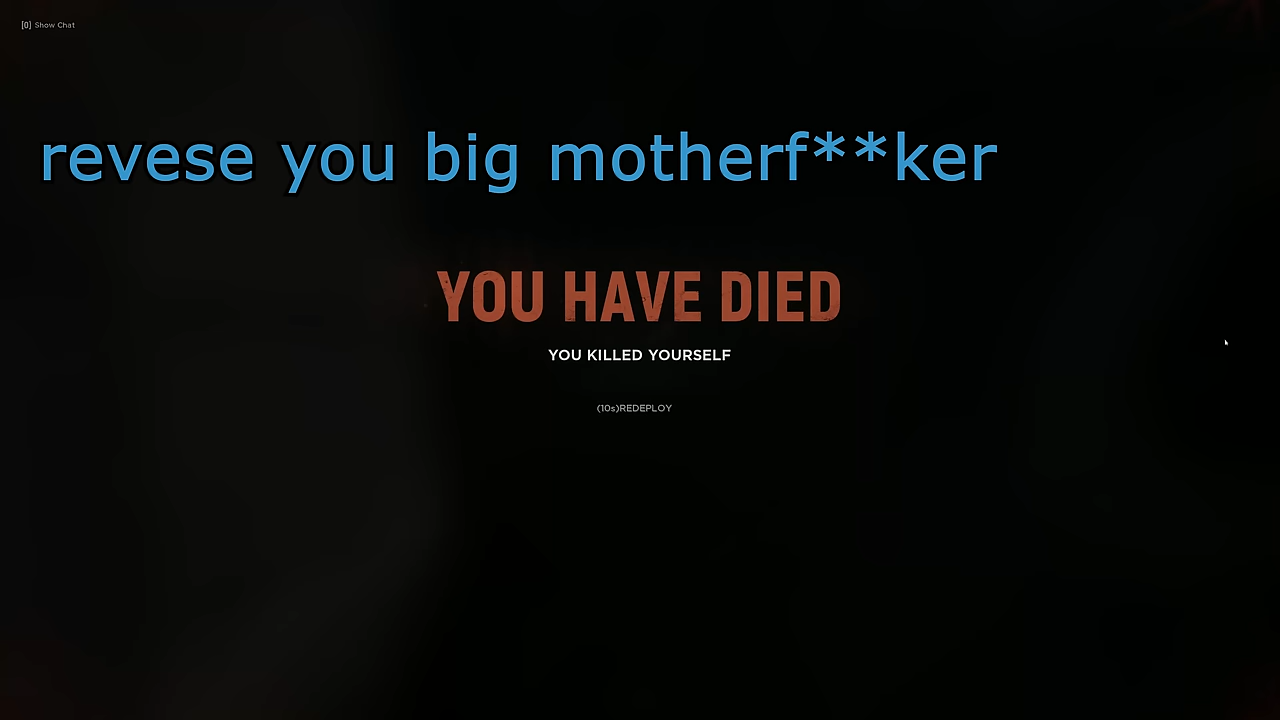 [0] Show Chat
revese you big motherf**ker
YOU HAVE DIED
YOU KILLED YOURSELF
(10s)REDEPLOY